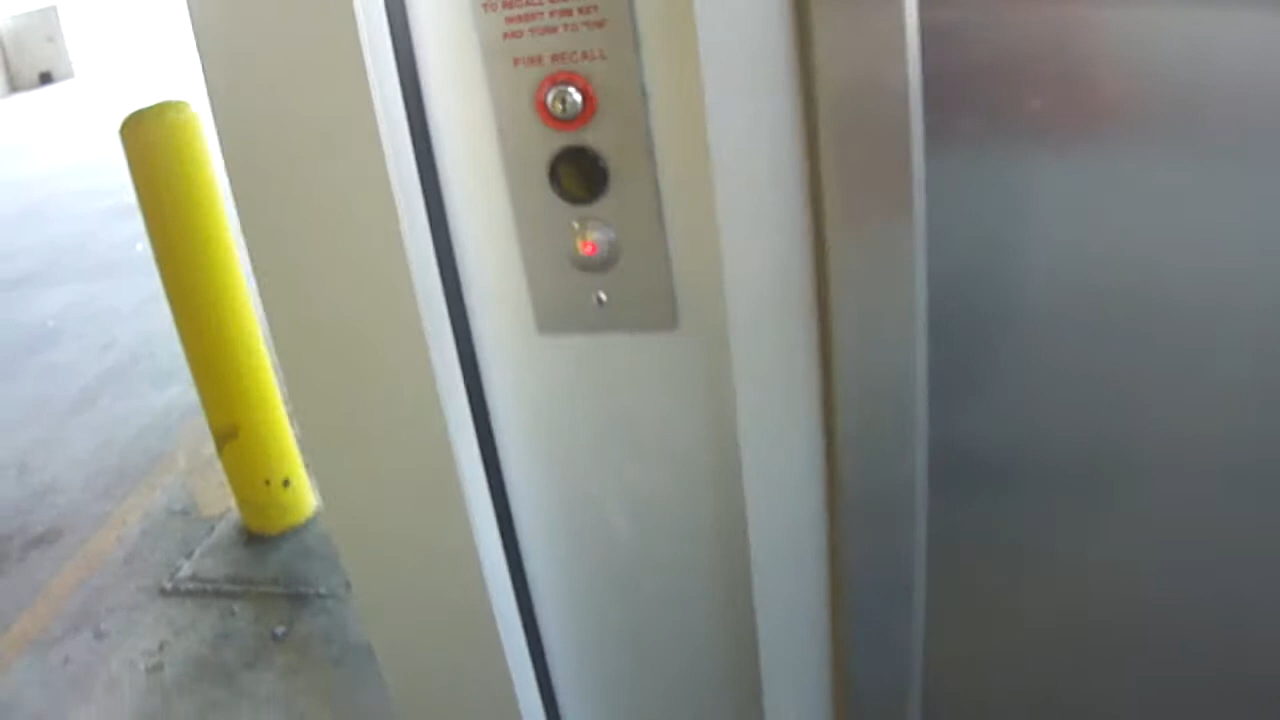 TO RECALL
INSERT FIRE KEY
AND TURN TO "ON"
FIRE RECALL